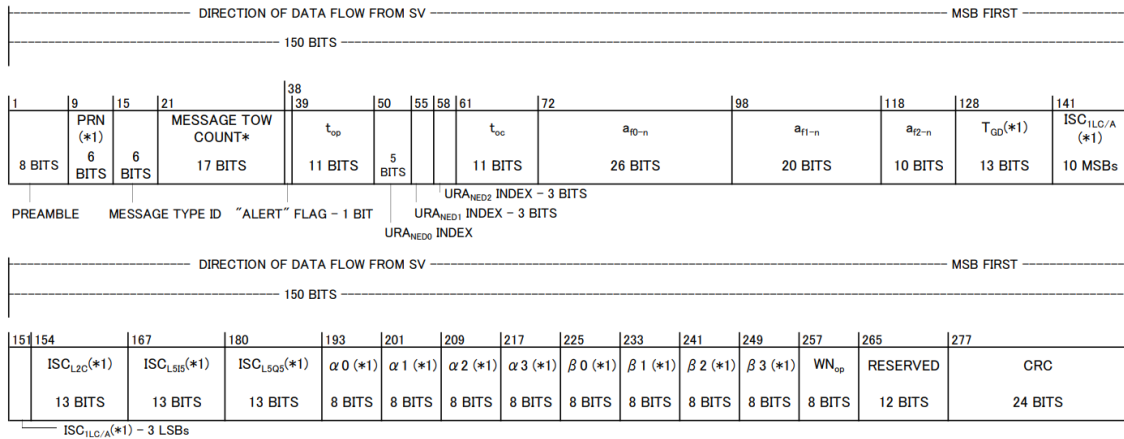 DIRECTION OF DATA FLOW FROM SV MSB FIRST
150 BITS
38
1 9 15 21 39 50 55 58 61 72 98 118 128 141
PRN MESSAGE TOW ISC1LC/A
(*1) COUNT* top toc af0-n af1-n af2-n TGD(*1) (*1)
8 BITS 6 BITS 6 BITS 17 BITS 11 BITS 5 BITS 11 BITS 26 BITS 20 BITS 10 BITS 13 BITS 10 MSBs
URANED2 INDEX - 3 BITS
PREAMBLE MESSAGE TYPE ID "ALERT" FLAG - 1 BIT URANED1 INDEX - 3 BITS
URANED0 INDEX
DIRECTION OF DATA FLOW FROM SV MSB FIRST
150 BITS
151 154 167 180 193 201 209 217 225 233 241 249 257 265 277
ISCL2C(*1) ISCL5I5(*1) ISCL5Q5(*1) α0 (*1) α1 (*1) α2 (*1) α3 (*1) β0 (*1) β1 (*1) β2 (*1) β3 (*1) WNop RESERVED CRC
13 BITS 13 BITS 13 BITS 8 BITS 8 BITS 8 BITS 8 BITS 8 BITS 8 BITS 8 BITS 8 BITS 8 BITS 12 BITS 24 BITS
ISC1LC/A(*1) - 3 LSBs